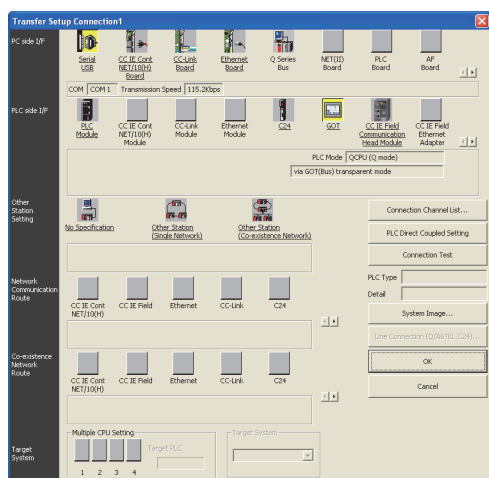 Transfer Setup Connection1
PC side I/F
Serial
USB
CC IE Cont
NET/10(H)
Board
CC-Link
Board
Ethernet
Board
Q Series
Bus
NET(II)
Board
PLC
Board
AF
Board
COM COM 1 Transmission Speed 115.2Kbps
PLC side I/F
PLC
Module
CC IE Cont
NET/10(H)
Module
CC-Link
Module
Ethernet
Module
C24
GOT
CC IE Field
Communication
Head Module
CC IE Field
Ethernet
Adapter
PLC Mode QCPU (Q mode)
via GOT(Bus) transparent mode
Other
Station
Setting
No Specification
Other Station
(Single Network)
Other Station
(Co-existence Network)
Connection Channel List...
PLC Direct Coupled Setting
Connection Test
PLC Type
Detail
System Image...
Line Connection (Q/A6TEL,C24)...
OK
Cancel
Network
Communication
Route
CC IE Cont
NET/10(H)
CC IE Field
Ethernet
CC-Link
C24
Co-existence
Network
Route
CC IE Cont
NET/10(H)
CC IE Field
Ethernet
CC-Link
C24
Target
System
Multiple CPU Setting
Target PLC
1 2 3 4
Target System